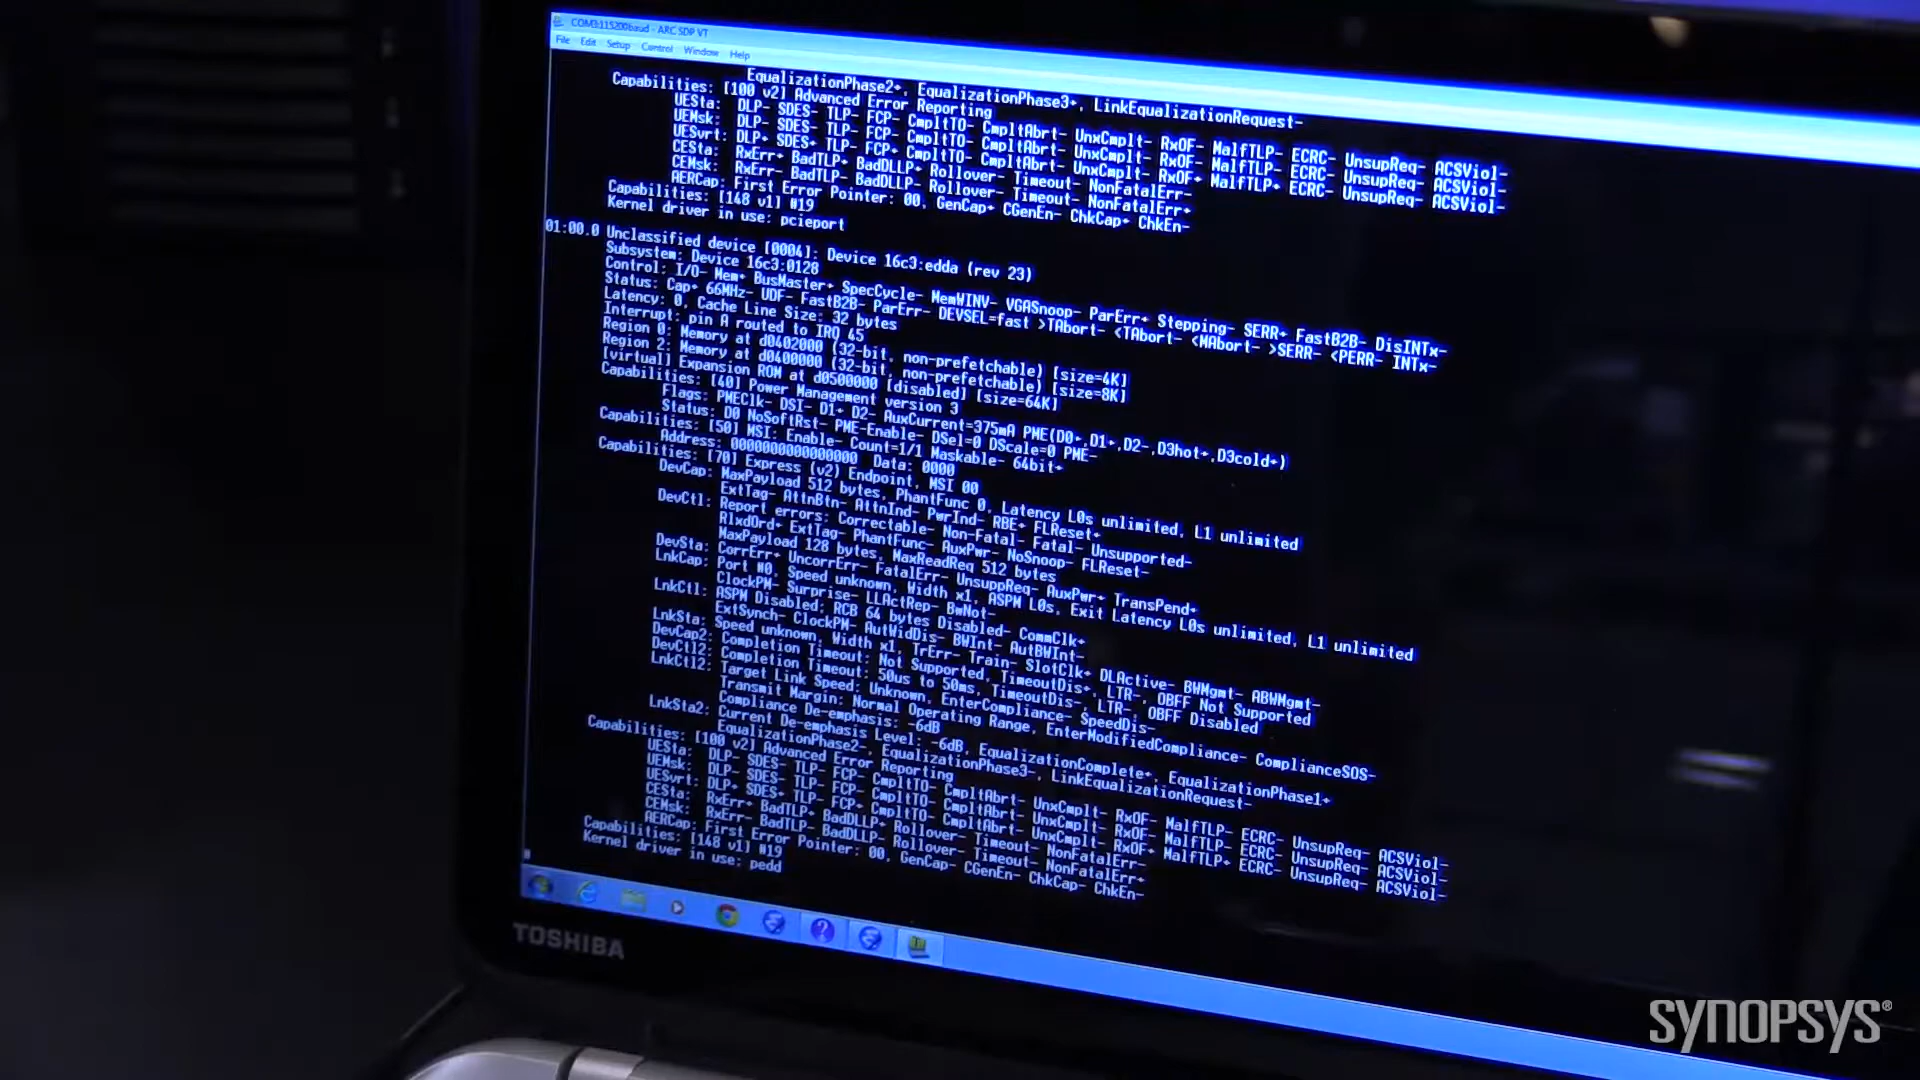 COM3:115200baud - ARC SDP VT
File Edit Setup Control Window Help
EqualizationPhase2+, EqualizationPhase3+, LinkEqualizationRequest-
Capabilities: [100 v2] Advanced Error Reporting
UESta: DLP- SDES- TLP- FCP- CmpltTO- CmpltAbrt- UnxCmplt- RxOF- MalfTLP- ECRC- UnsupReq- ACSViol-
UEMsk: DLP- SDES- TLP- FCP- CmpltTO- CmpltAbrt- UnxCmplt- RxOF- MalfTLP- ECRC- UnsupReq- ACSViol-
UESvrt: DLP+ SDES+ TLP- FCP+ CmpltTO- CmpltAbrt- UnxCmplt- RxOF+ MalfTLP+ ECRC- UnsupReq- ACSViol-
CESta: RxErr+ BadTLP+ BadDLLP+ Rollover- Timeout- NonFatalErr-
CEMsk: RxErr- BadTLP- BadDLLP- Rollover- Timeout- NonFatalErr+
AERCap: First Error Pointer: 00, GenCap+ CGenEn- ChkCap+ ChkEn-
Capabilities: [148 v1] #19
Kernel driver in use: pcieport
01:00.0 Unclassified device [0004]: Device 16c3:edda (rev 23)
Subsystem: Device 16c3:0128
Control: I/O- Mem+ BusMaster+ SpecCycle- MemWINV- VGASnoop- ParErr+ Stepping- SERR+ FastB2B- DisINTx-
Status: Cap+ 66MHz- UDF- FastB2B- ParErr- DEVSEL=fast >TAbort- <TAbort- <MAbort- >SERR- <PERR- INTx-
Latency: 0, Cache Line Size: 32 bytes
Interrupt: pin A routed to IRQ 45
Region 0: Memory at d0402000 (32-bit, non-prefetchable) [size=4K]
Region 2: Memory at d0400000 (32-bit, non-prefetchable) [size=8K]
[virtual] Expansion ROM at d0500000 [disabled] [size=64K]
Capabilities: [40] Power Management version 3
Flags: PMEClk- DSI- D1+ D2- AuxCurrent=375mA PME(D0+,D1+,D2-,D3hot+,D3cold+)
Status: D0 NoSoftRst- PME-Enable- DSel=0 DScale=0 PME-
Capabilities: [50] MSI: Enable- Count=1/1 Maskable- 64bit+
Address: 0000000000000000 Data: 0000
Capabilities: [70] Express (v2) Endpoint, MSI 00
DevCap: MaxPayload 512 bytes, PhantFunc 0, Latency L0s unlimited, L1 unlimited
ExtTag- AttnBtn- AttnInd- PwrInd- RBE+ FLReset+
DevCtl: Report errors: Correctable- Non-Fatal- Fatal- Unsupported-
RlxdOrd+ ExtTag- PhantFunc- AuxPwr- NoSnoop- FLReset-
MaxPayload 128 bytes, MaxReadReq 512 bytes
DevSta: CorrErr+ UncorrErr- FatalErr- UnsuppReq- AuxPwr+ TransPend+
LnkCap: Port #0, Speed unknown, Width x1, ASPM L0s, Exit Latency L0s unlimited, L1 unlimited
ClockPM- Surprise- LLActRep- BwNot-
LnkCtl: ASPM Disabled; RCB 64 bytes Disabled- CommClk+
ExtSynch- ClockPM- AutWidDis- BWInt- AutBWInt-
LnkSta: Speed unknown, Width x1, TrErr- Train- SlotClk+ DLActive- BWMgmt- ABWMgmt-
DevCap2: Completion Timeout: Not Supported, TimeoutDis+, LTR-, OBFF Not Supported
DevCtl2: Completion Timeout: 50us to 50ms, TimeoutDis-, LTR-, OBFF Disabled
LnkCtl2: Target Link Speed: Unknown, EnterCompliance- SpeedDis-
Transmit Margin: Normal Operating Range, EnterModifiedCompliance- ComplianceSOS-
Compliance De-emphasis: -6dB
LnkSta2: Current De-emphasis Level: -6dB, EqualizationComplete+, EqualizationPhase1+
EqualizationPhase2-, EqualizationPhase3-, LinkEqualizationRequest-
Capabilities: [100 v2] Advanced Error Reporting
UESta: DLP- SDES- TLP- FCP- CmpltTO- CmpltAbrt- UnxCmplt- RxOF- MalfTLP- ECRC- UnsupReq- ACSViol-
UEMsk: DLP- SDES- TLP- FCP- CmpltTO- CmpltAbrt- UnxCmplt- RxOF- MalfTLP- ECRC- UnsupReq- ACSViol-
UESvrt: DLP+ SDES+ TLP- FCP+ CmpltTO- CmpltAbrt- UnxCmplt- RxOF+ MalfTLP+ ECRC- UnsupReq- ACSViol-
CESta: RxErr+ BadTLP+ BadDLLP+ Rollover- Timeout- NonFatalErr-
CEMsk: RxErr- BadTLP- BadDLLP- Rollover- Timeout- NonFatalErr+
AERCap: First Error Pointer: 00, GenCap- CGenEn- ChkCap- ChkEn-
Capabilities: [148 v1] #19
Kernel driver in use: pedd
TOSHIBA
SYNOPSYS®